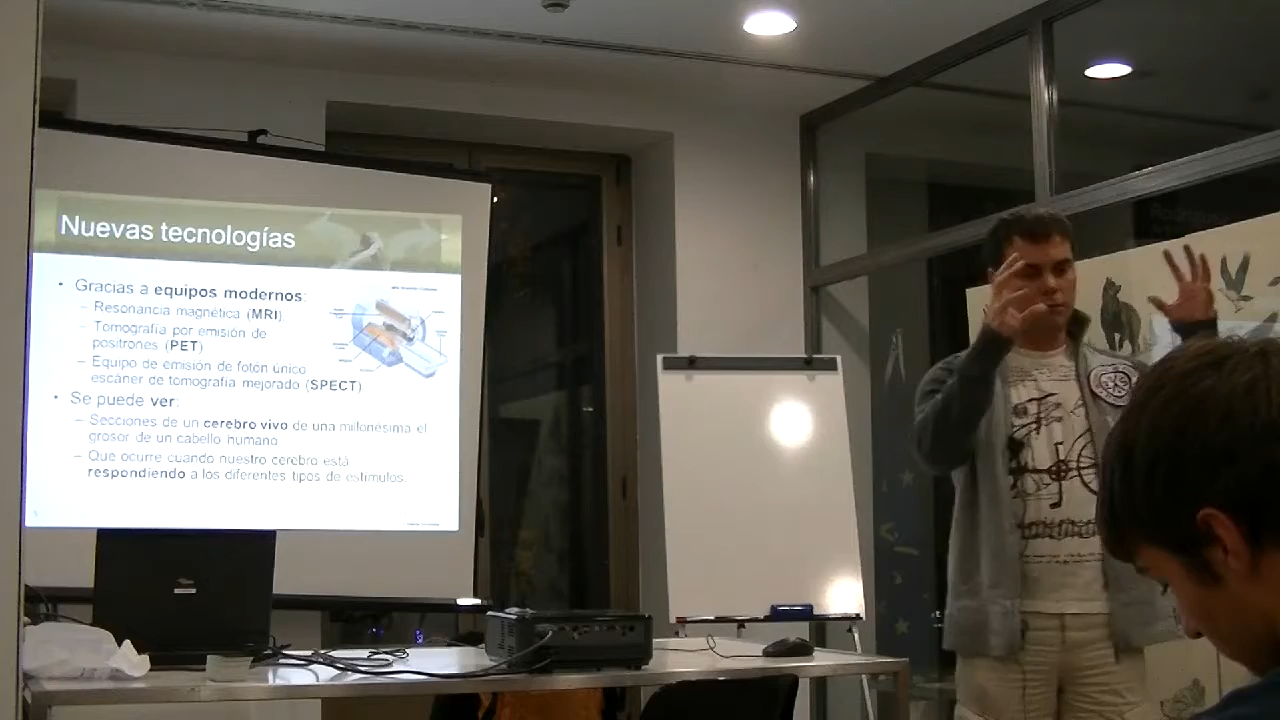 Nuevas tecnologías
• Gracias a equipos modernos:
– Resonancia magnética (MRI)
– Tomografía por emisión de
positrones (PET)
– Equipo de emisión de fotón único
escáner de tomografía mejorado (SPECT)
• Se puede ver:
– Secciones de un cerebro vivo de una millonésima el
grosor de un cabello humano
– Que ocurre cuando nuestro cerebro está
respondiendo a los diferentes tipos de estímulos.